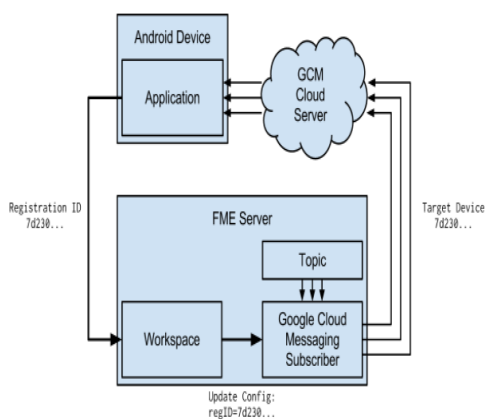 Android Device
Application
GCM
Cloud
Server
Registration ID
7d230...
Target Device
7d230...
FME Server
Topic
Workspace
Google Cloud
Messaging
Subscriber
Update Config:
regID=7d230...